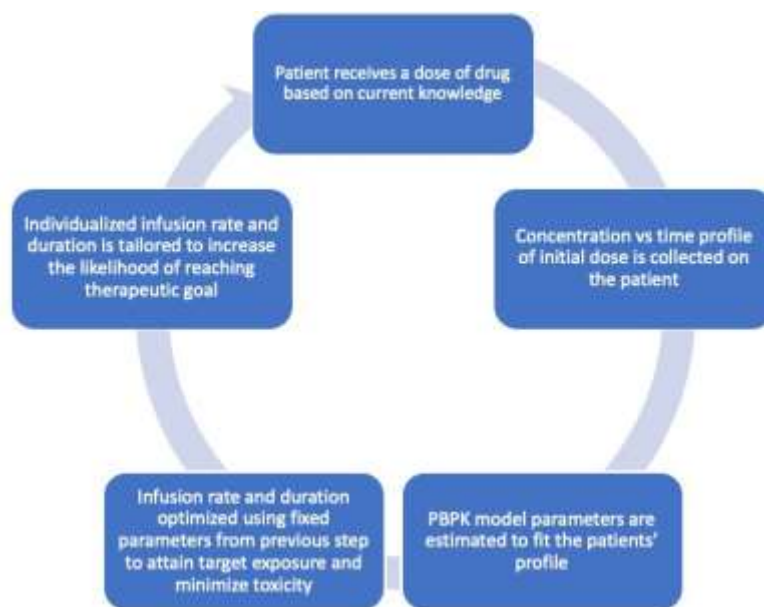 Patient receives a dose of drug
based on current knowledge
Concentration vs time profile
of initial dose is collected on
the patient
PBPK model parameters are
estimated to fit the patients'
profile
Infusion rate and duration
optimized using fixed
parameters from previous step
to attain target exposure and
minimize toxicity
Individualized infusion rate and
duration is tailored to increase
the likelihood of reaching
therapeutic goal